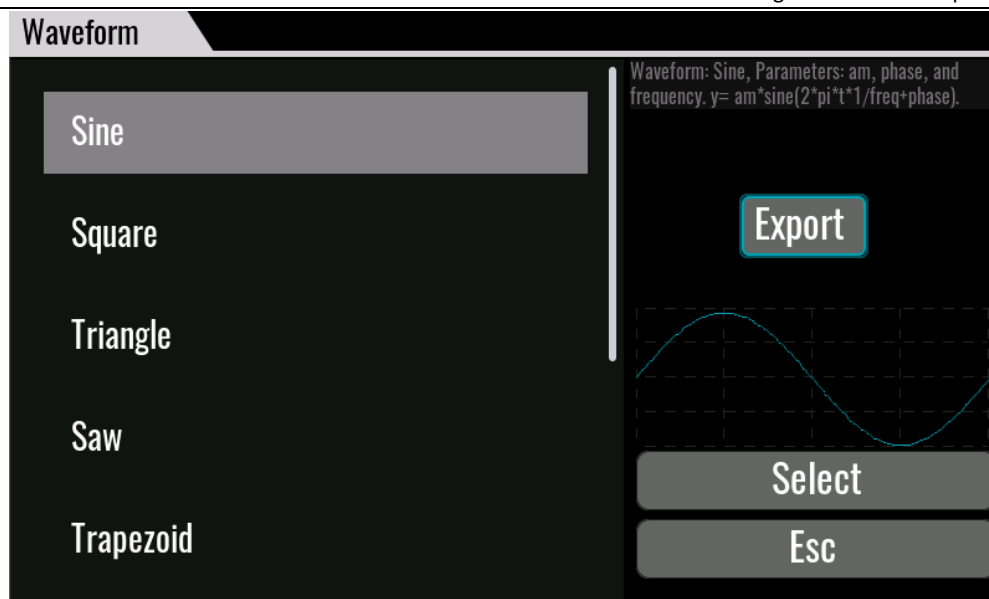 Waveform
Waveform: Sine, Parameters: am, phase, and
frequency. y= am*sine(2*pi*t*1/freq+phase).
Sine
Square
Triangle
Saw
Trapezoid
Export
Select
Esc